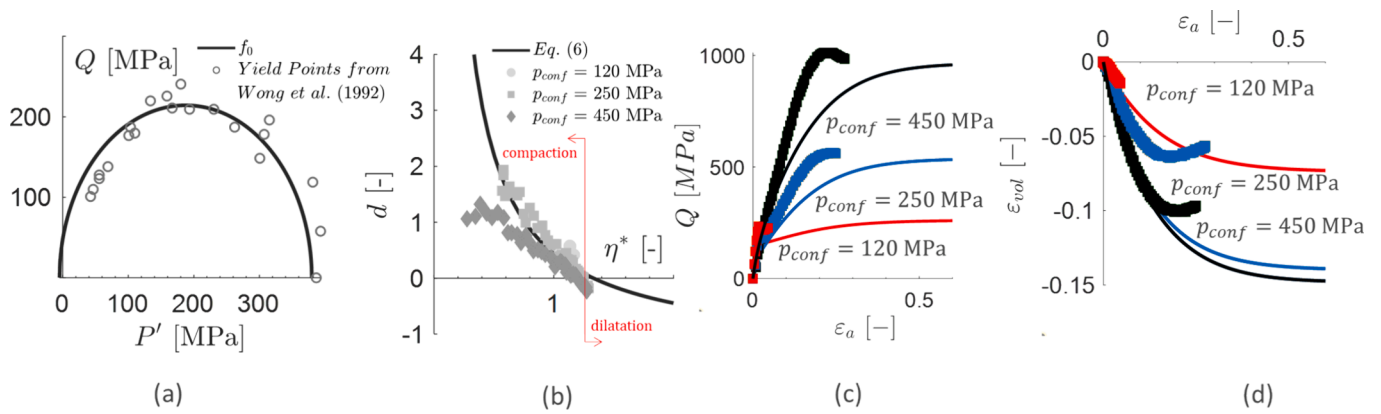 Q [MPa]
f₀
Yield Points from
Wong et al. (1992)
200
100
0
100
200
300
P′ [MPa]
(a)
4
3
2
1
0
-1
d [-]
Eq. (6)
p_conf = 120 MPa
p_conf = 250 MPa
p_conf = 450 MPa
compaction
η* [-]
1
dilatation
(b)
1000
500
0
Q [MPa]
p_conf = 450 MPa
p_conf = 250 MPa
p_conf = 120 MPa
0
0.5
ε_a [−]
(c)
ε_a [−]
0
0.5
0
-0.05
-0.1
-0.15
ε_vol [−]
p_conf = 120 MPa
p_conf = 250 MPa
p_conf = 450 MPa
(d)